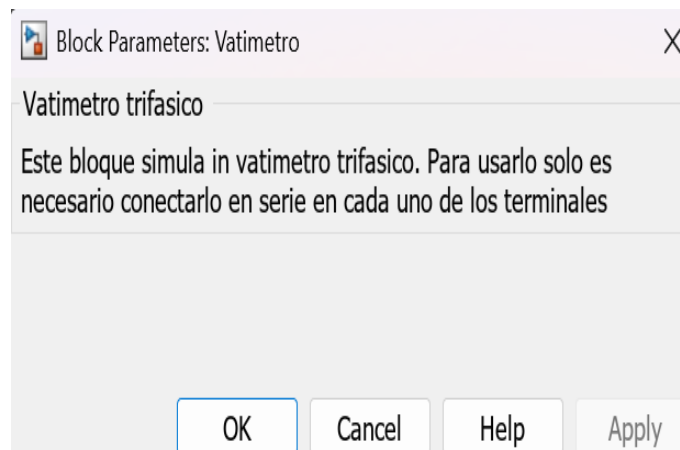 Block Parameters: Vatimetro
X
Vatimetro trifasico
Este bloque simula in vatimetro trifasico. Para usarlo solo es
necesario conectarlo en serie en cada uno de los terminales
OK Cancel Help Apply